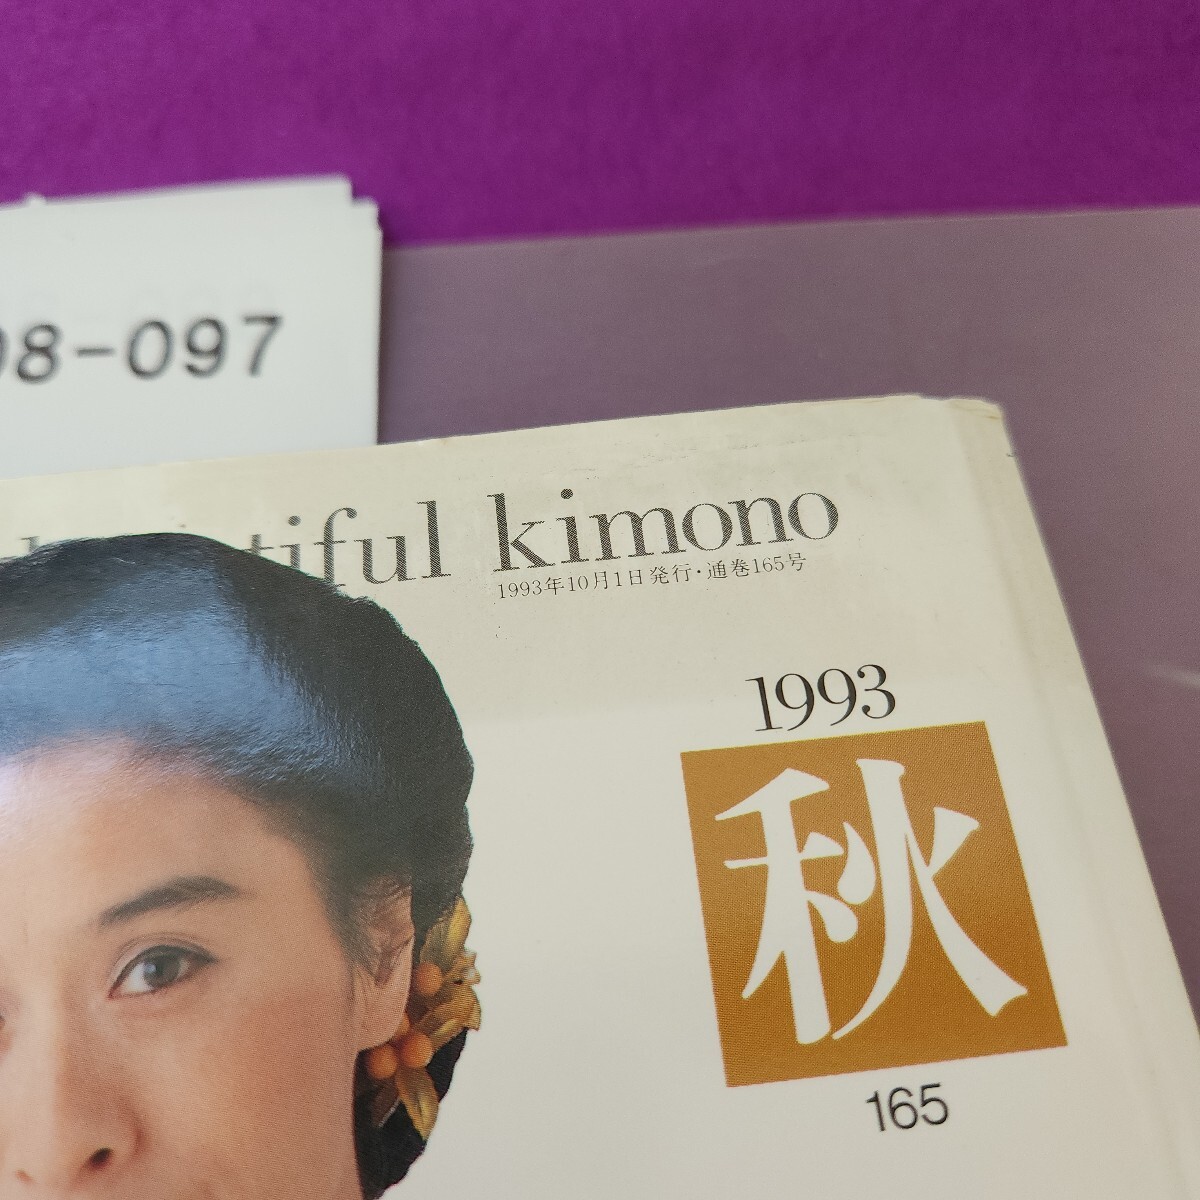 08-097
tiful kimono
1993年10月1日発行・通巻165号
1993
秋
165